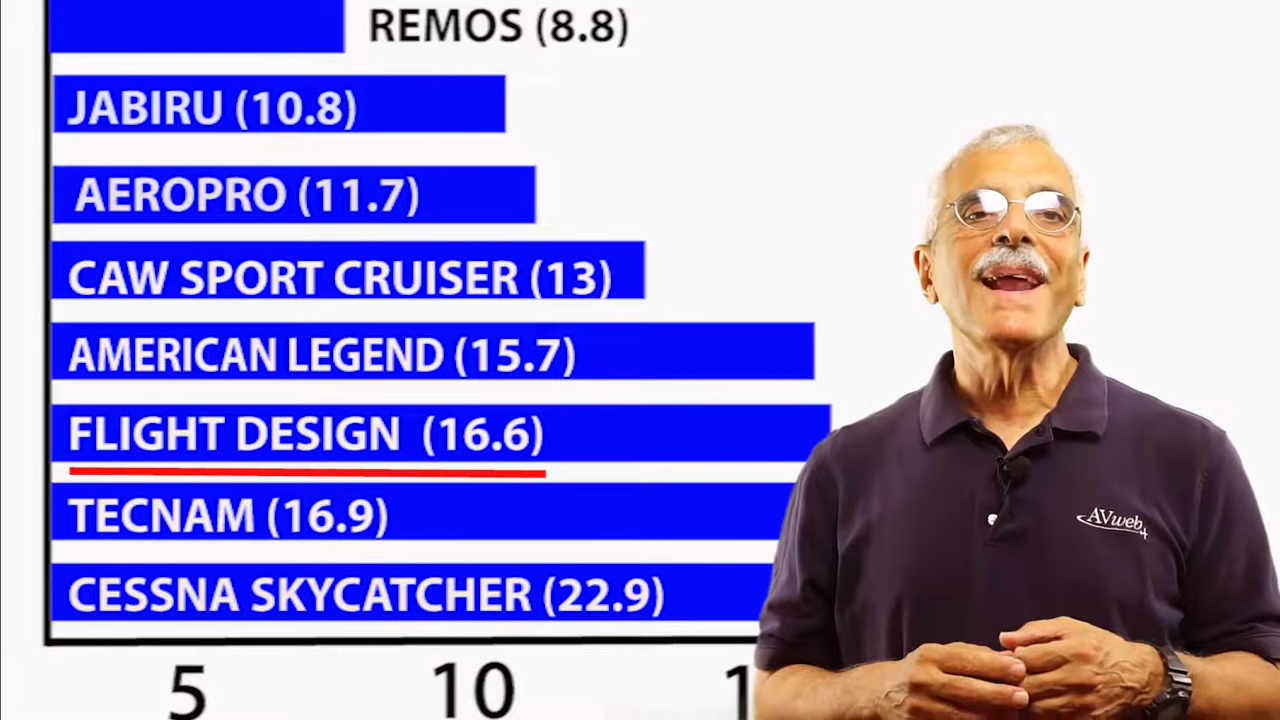 REMOS (8.8)
JABIRU (10.8)
AEROPRO (11.7)
CAW SPORT CRUISER (13)
AMERICAN LEGEND (15.7)
FLIGHT DESIGN (16.6)
TECNAM (16.9)
CESSNA SKYCATCHER (22.9)
5 10 1
AVweb